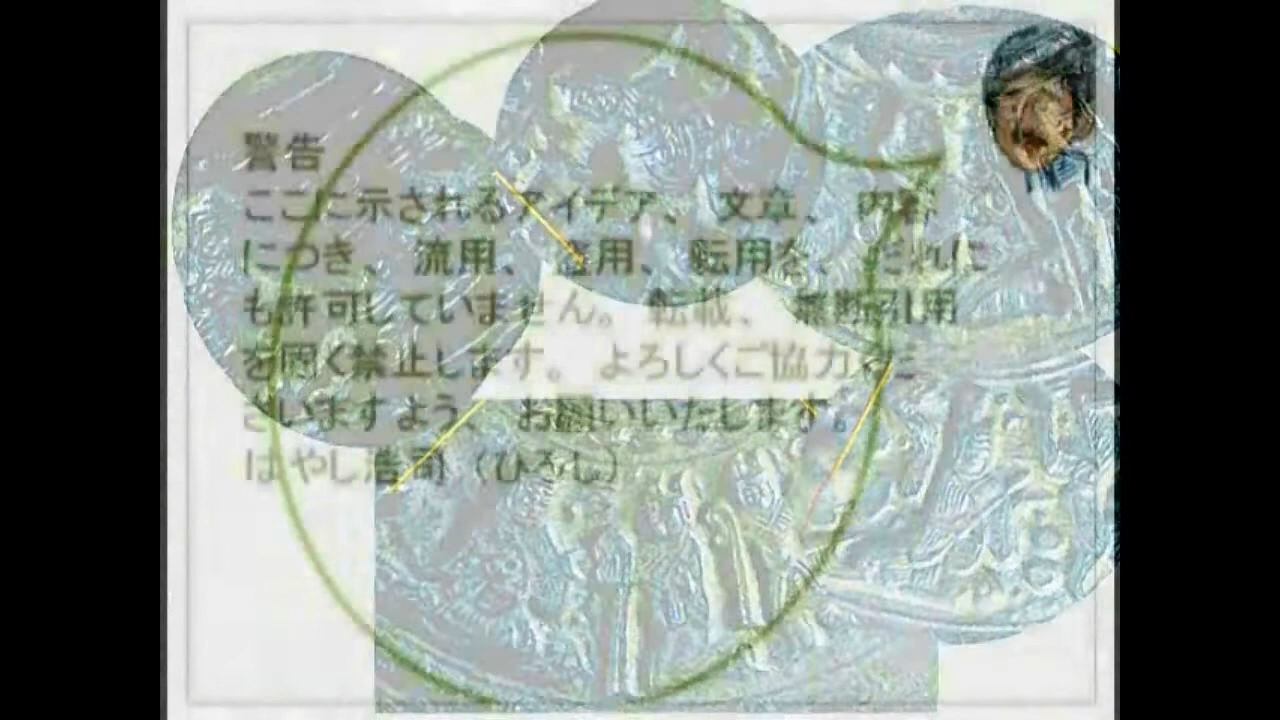 警告
ここに示されるアイデア、 文章、 内容
につき、 流用、 盗用、 転用を、 だれに
も許可していません。 転載、 無断引用
を固く禁止します。 よろしくご協力くだ
さいますよう、 お願いいたします。
はやし浩司（ひろし）